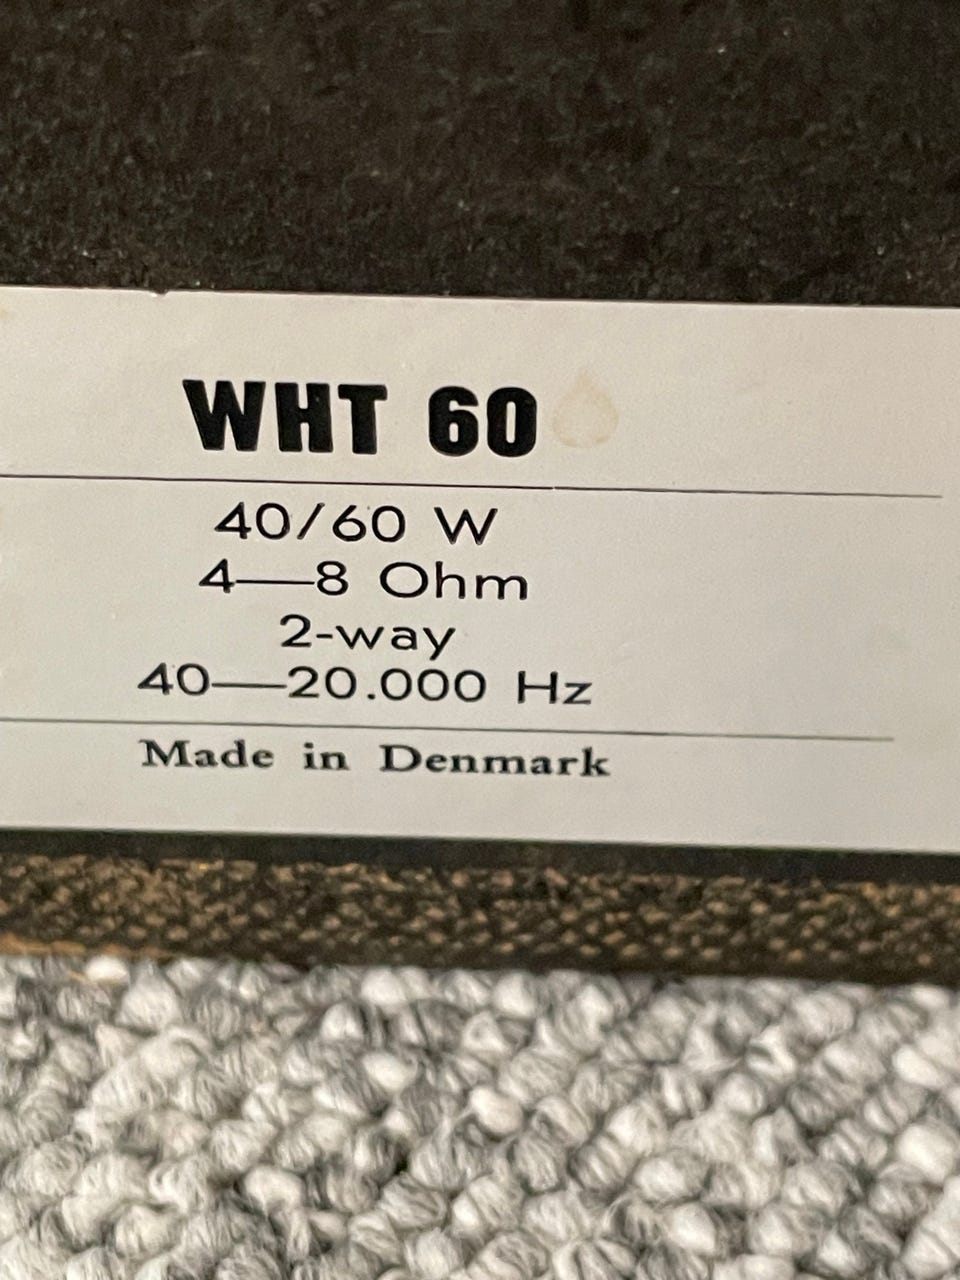 WHT 60
40/60 W
4—8 Ohm
2-way
40—20.000 Hz
Made in Denmark